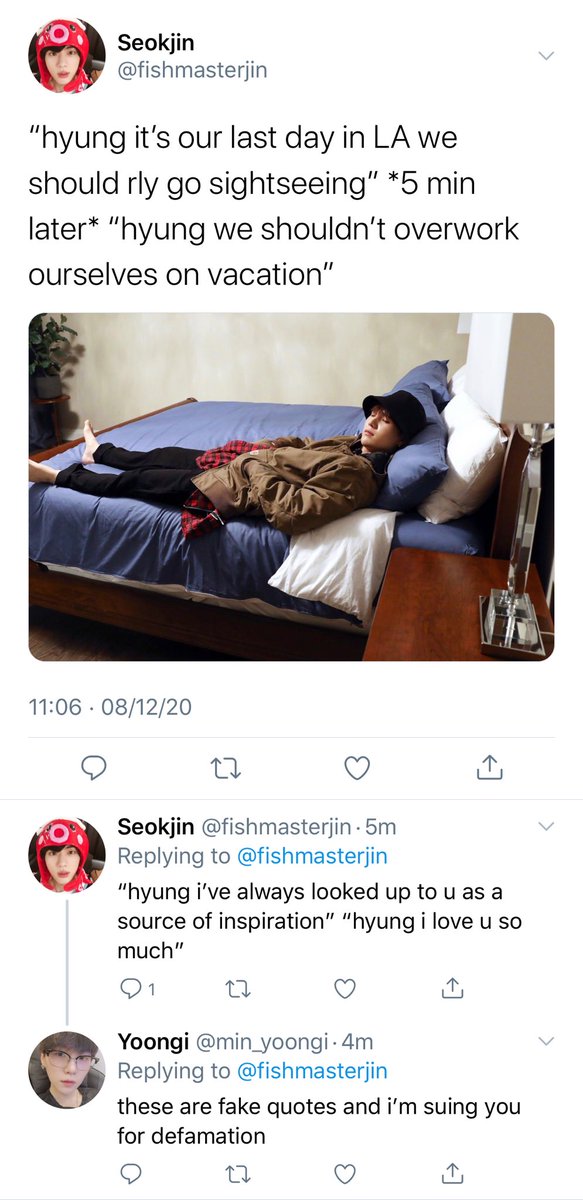 Seokjin
@fishmasterjin
“hyung it’s our last day in LA we
should rly go sightseeing” *5 min
later* “hyung we shouldn’t overwork
ourselves on vacation”
11:06 · 08/12/20
Seokjin @fishmasterjin · 5m
Replying to @fishmasterjin
“hyung i’ve always looked up to u as a
source of inspiration” “hyung i love u so
much”
1
Yoongi @min_yoongi · 4m
Replying to @fishmasterjin
these are fake quotes and i’m suing you
for defamation